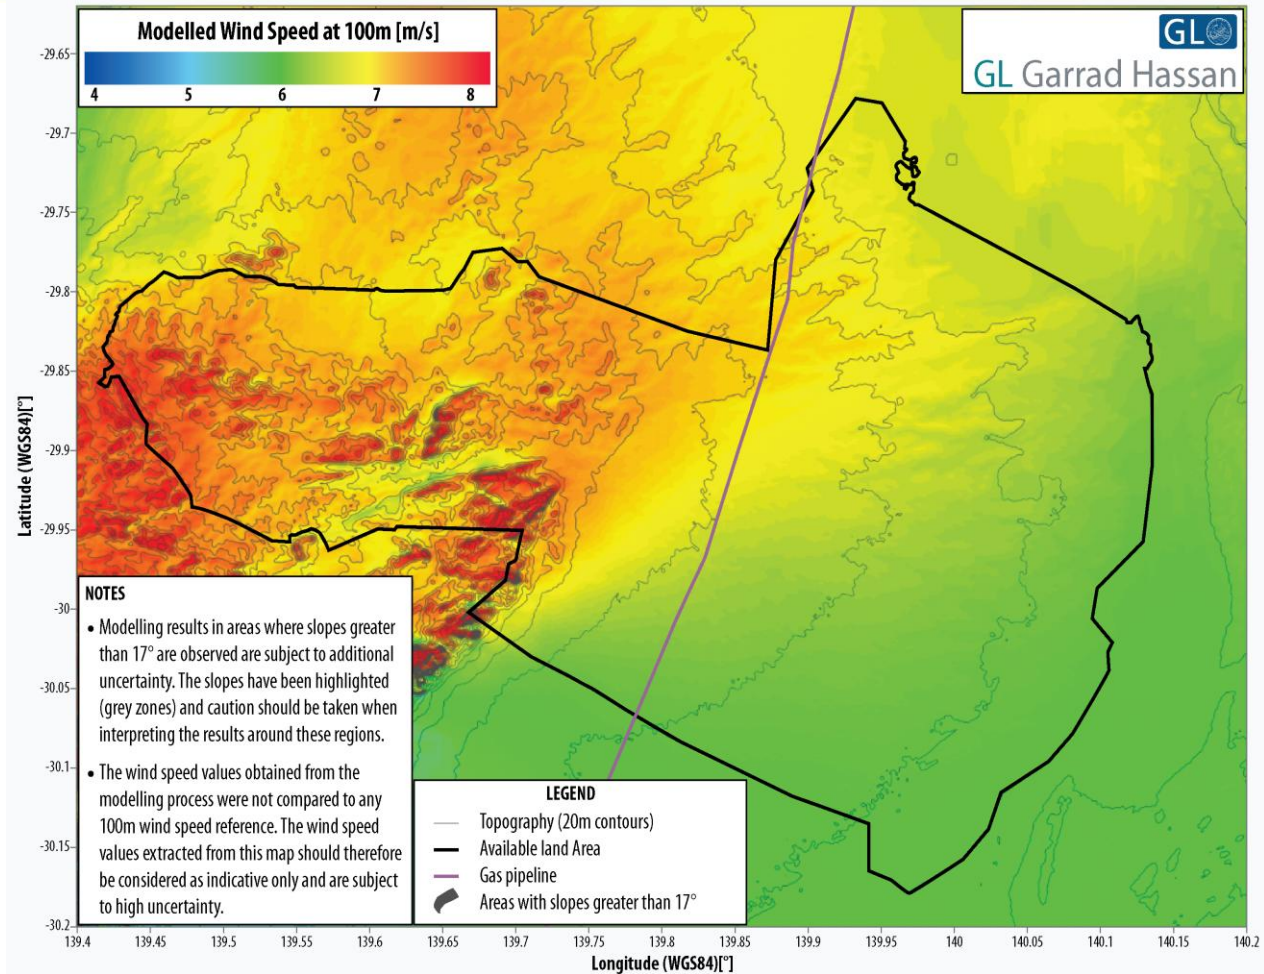 Modelled Wind Speed at 100m [m/s]
4 5 6 7 8
GL
GL Garrad Hassan
-29.65
-29.7
-29.75
-29.8
-29.85
-29.9
-29.95
-30
-30.05
-30.1
-30.15
-30.2
Latitude (WGS84)[°]
NOTES
• Modelling results in areas where slopes greater
than 17° are observed are subject to additional
uncertainty. The slopes have been highlighted
(grey zones) and caution should be taken when
interpreting the results around these regions.
• The wind speed values obtained from the
modelling process were not compared to any
100m wind speed reference. The wind speed
values extracted from this map should therefore
be considered as indicative only and are subject
to high uncertainty.
LEGEND
Topography (20m contours)
Available land Area
Gas pipeline
Areas with slopes greater than 17°
139.4 139.45 139.5 139.55 139.6 139.65 139.7 139.75 139.8 139.85 139.9 139.95 140 140.05 140.1 140.15 140.2
Longitude (WGS84)[°]